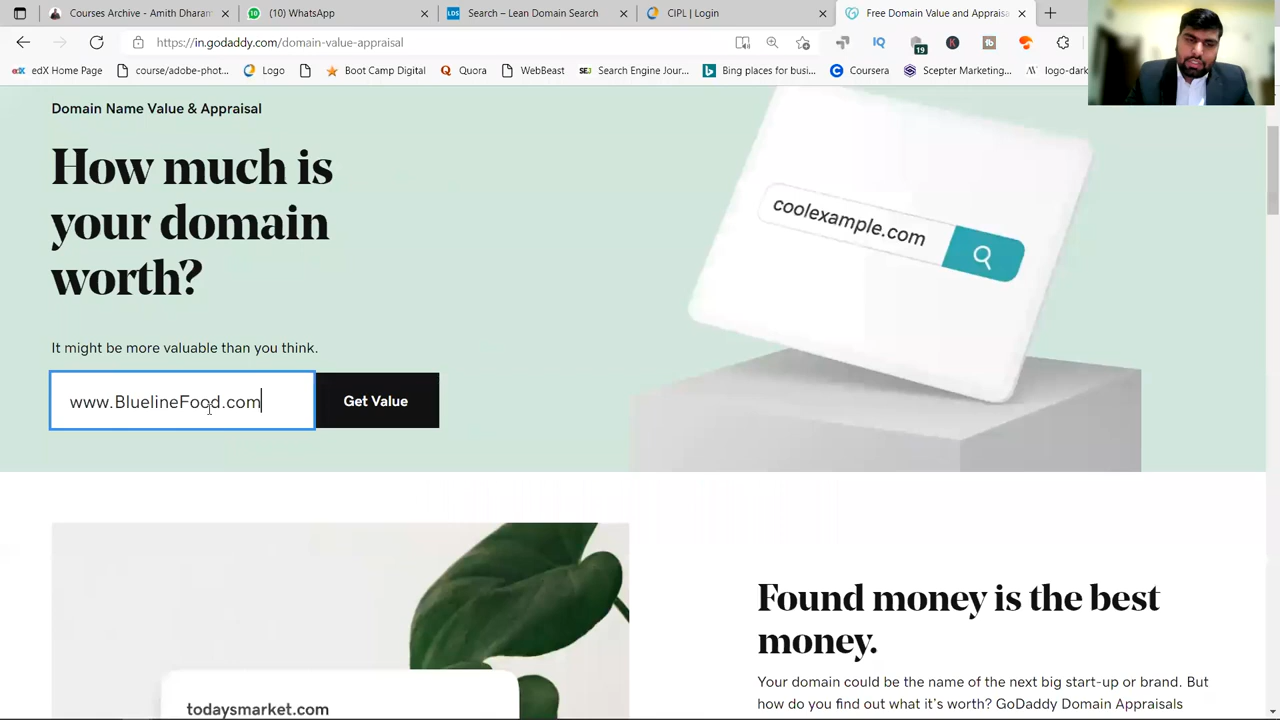 Courses Archive - Amith Dharam
(10) WhatsApp
LDS
Search – Lean Domain Search
CIPL | Login
Free Domain Value and Appraisa
https://in.godaddy.com/domain-value-appraisal
IQ
19
K
edX Home Page
course/adobe-phot...
Logo
Boot Camp Digital
Quora
WebBeast
SEJ
Search Engine Jour...
Bing places for busi...
Coursera
Scepter Marketing...
logo-dark
Domain Name Value & Appraisal
How much is
your domain
worth?
coolexample.com
It might be more valuable than you think.
www.BluelineFood.com
Get Value
Found money is the best
money.
Your domain could be the name of the next big start-up or brand. But
how do you find out what it's worth? GoDaddy Domain Appraisals
todaysmarket.com